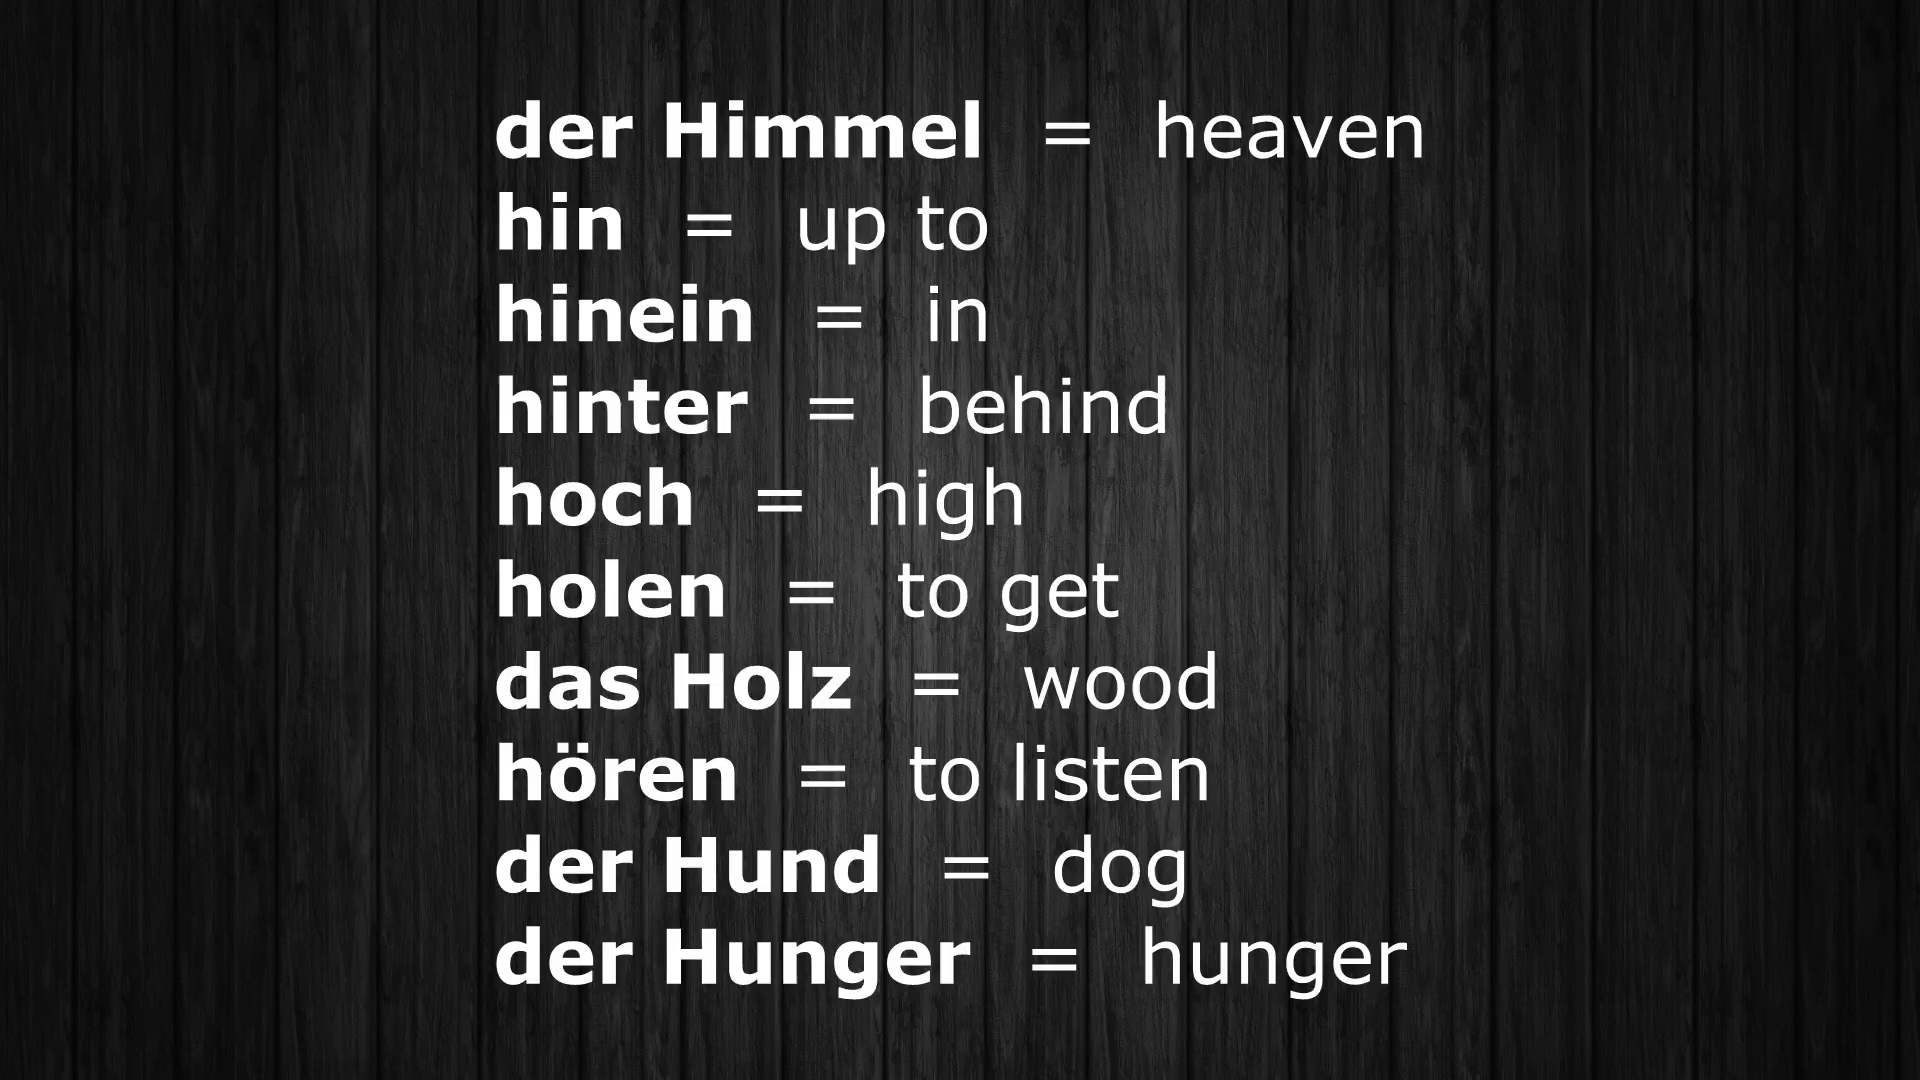 der Himmel = heaven
hin = up to
hinein = in
hinter = behind
hoch = high
holen = to get
das Holz = wood
hören = to listen
der Hund = dog
der Hunger = hunger